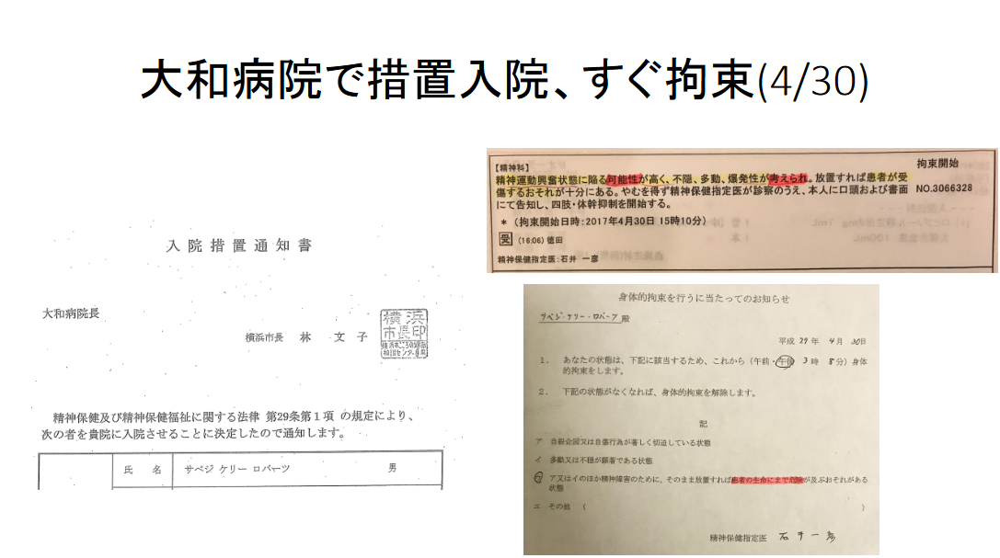 大和病院で措置入院、すぐ拘束(4/30)
入院措置通知書
大和病院長
横浜市長 林 文 子
横浜
市長印
精神保健及び精神保健福祉に関する法律 第29条第1項 の規定により、
次の者を貴院に入院させることに決定したので通知します。
氏 名 サベジ ケリー ロバーツ 男
拘束開始
【精神科】
精神運動興奮状態に陥る可能性が高く、不隠、多動、爆発性が考えられ。放置すれば患者が受
傷するおそれが十分にある。やむを得ず精神保健指定医が診察のうえ、本人に口頭および書面
NO.3066328
にて告知し、四肢・体幹抑制を開始する。
* (拘束開始日時:2017年4月30日 15時10分)
受 (16:06) 徳田
精神保健指定医:石井 一彦
身体的拘束を行うに当たってのお知らせ
サベジ・ケリー・ロバーツ 殿
平成 29 年 4 月 30日
1. あなたの状態は、下記に該当するため、これから(午前・午後 3 時 8 分)身体
的拘束をします。
2. 下記の状態がなくなれば、身体的拘束を解除します。
記
ア 自殺企図又は自傷行為が著しく切迫している状態
イ 多動又は不穏が顕著である状態
ウ ア又はイのほか精神障害のために、そのまま放置すれば患者の生命にまで危険が及ぶおそれがある
状態
エ その他 ( )
精神保健指定医 石井一彦